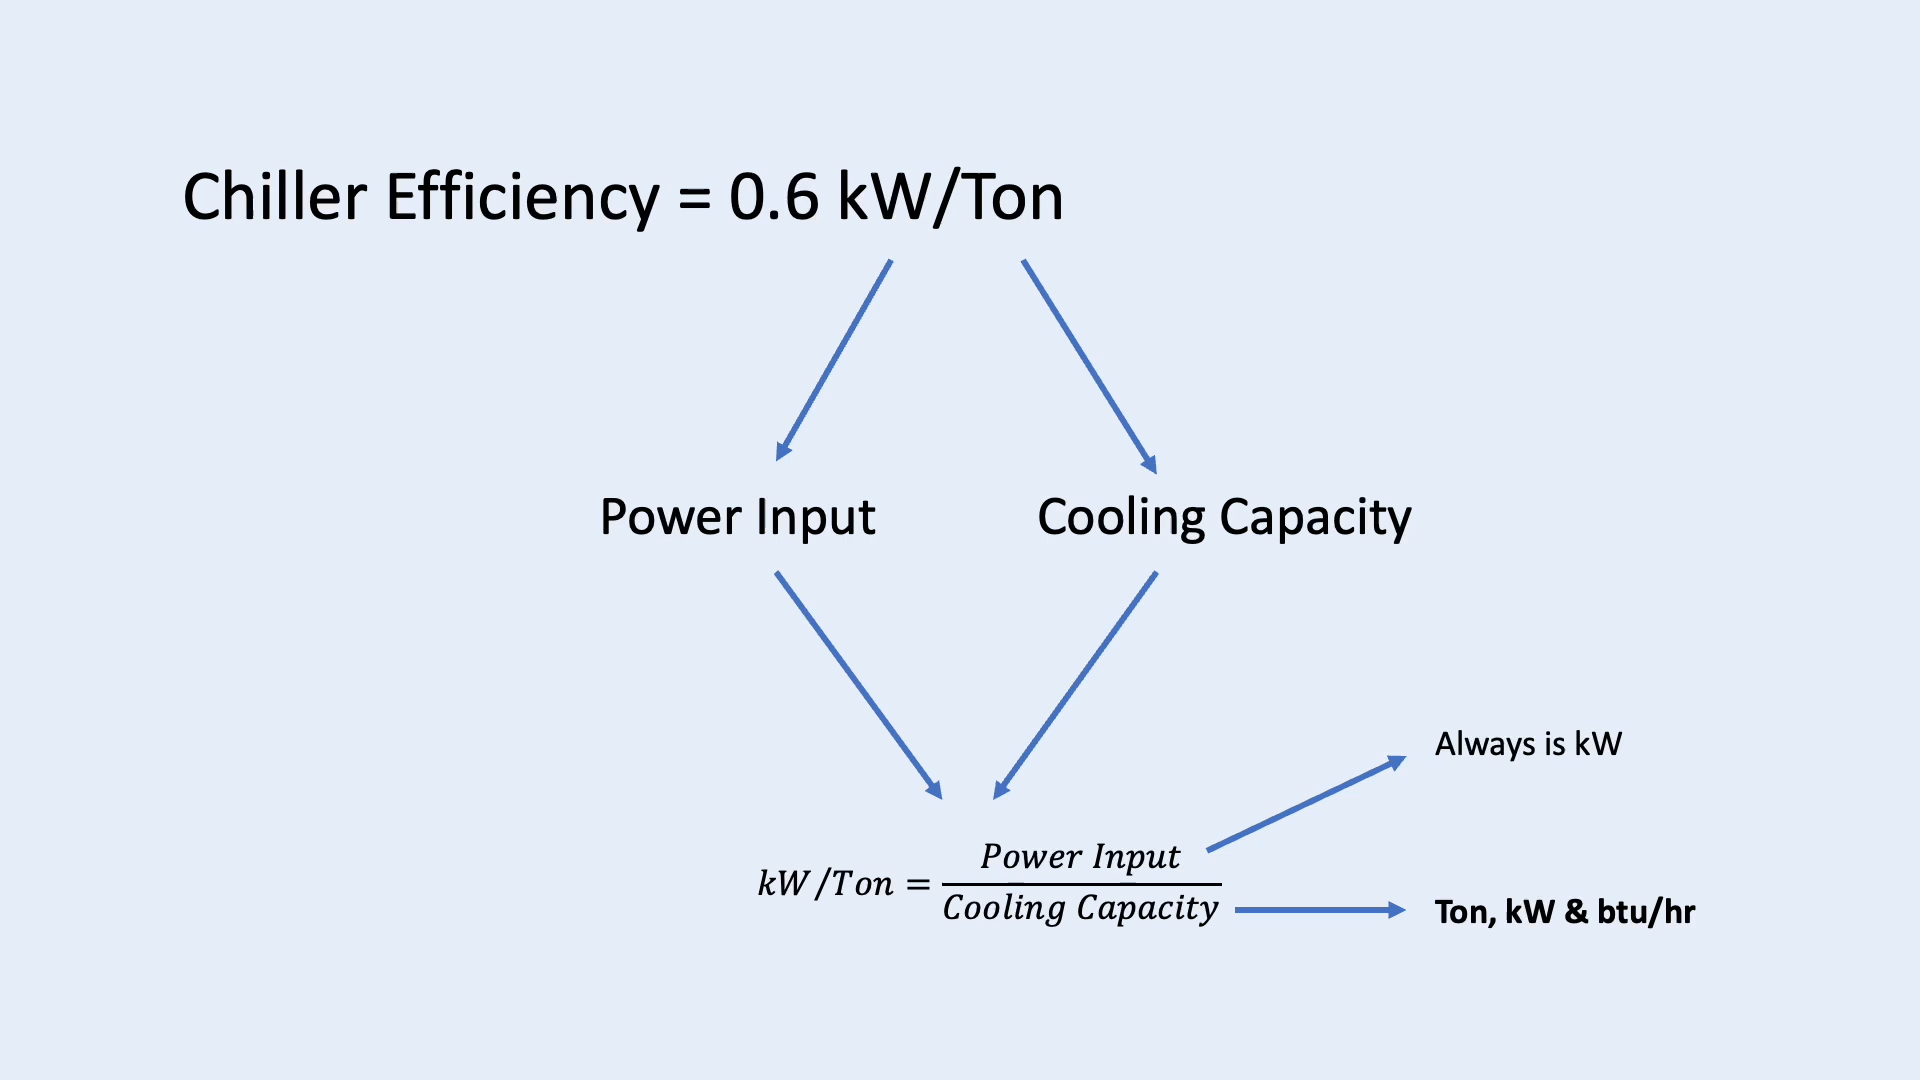 Chiller Efficiency = 0.6 kW/Ton
Power Input
Cooling Capacity
Always is kW
Power Input
kW/Ton =
Cooling Capacity
Ton, kW & btu/hr